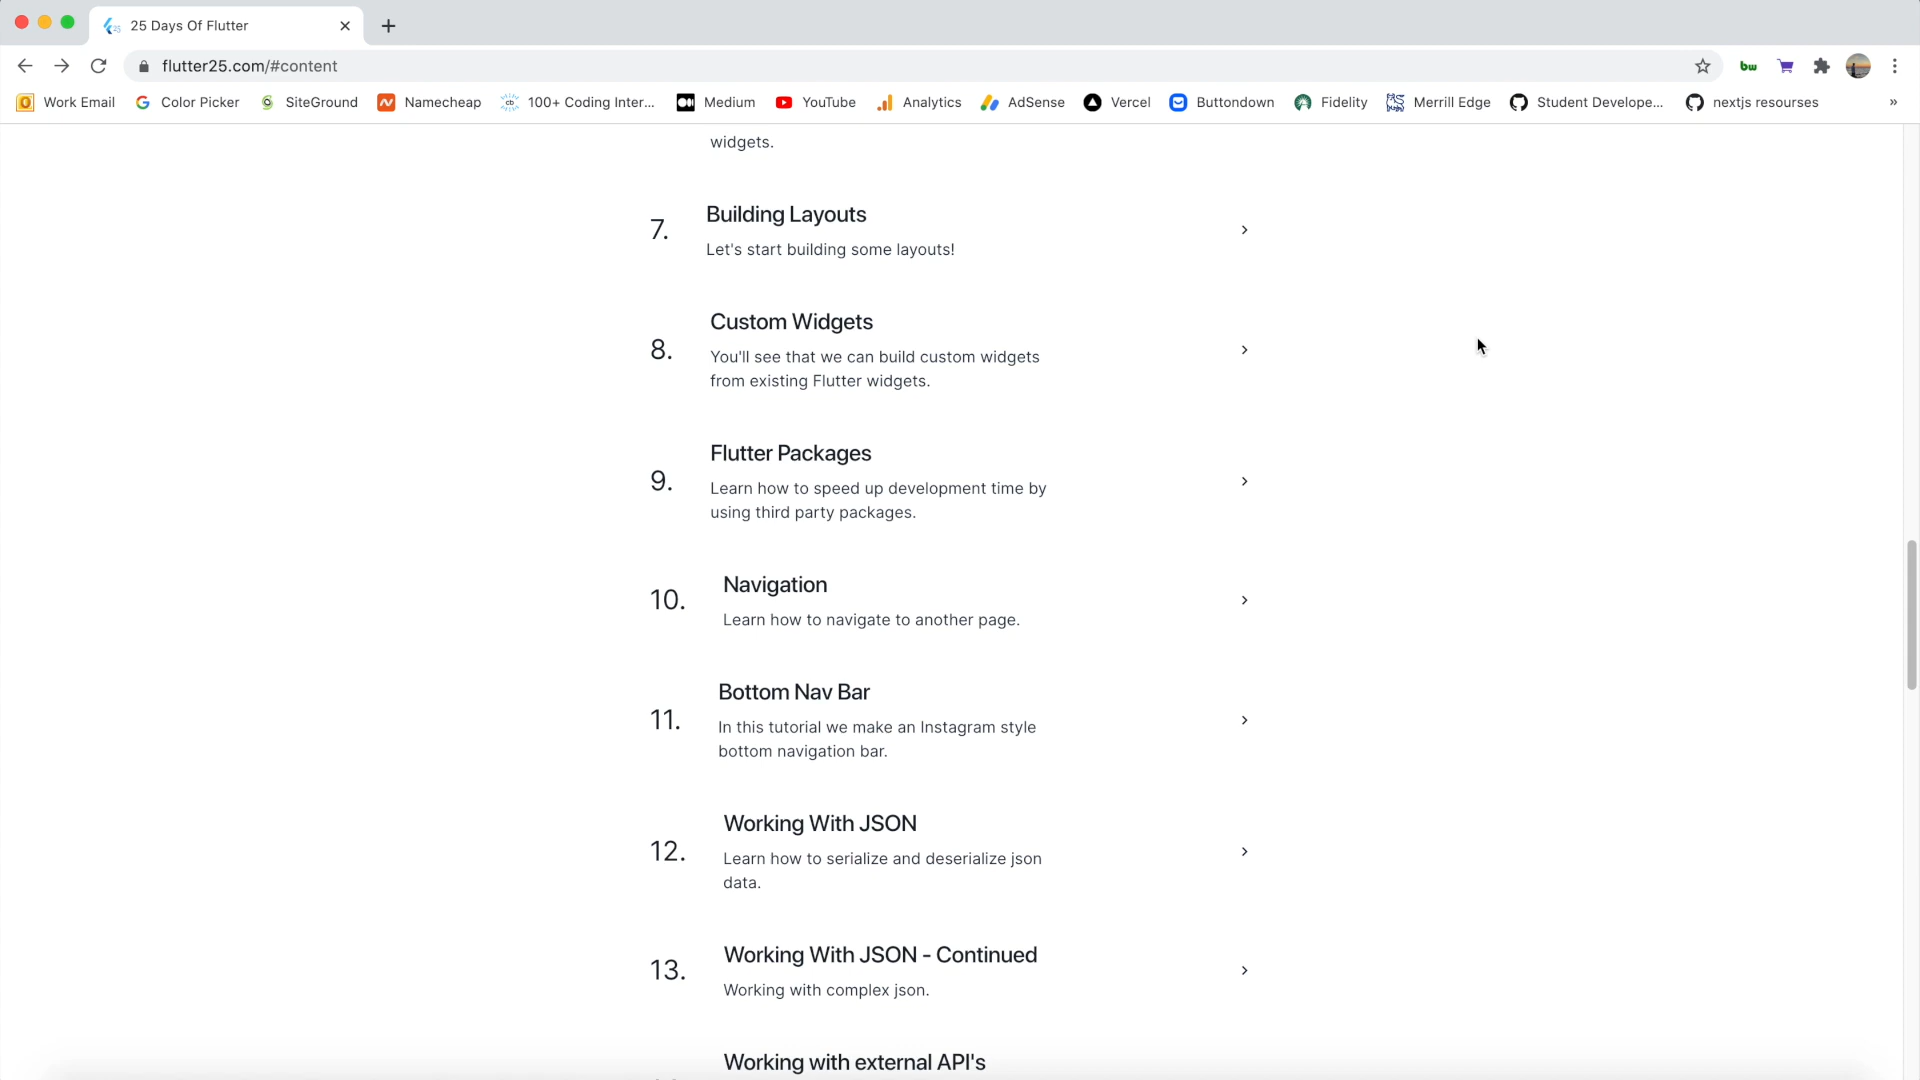 25 Days Of Flutter
flutter25.com/#content
bw
Work Email
Color Picker
SiteGround
Namecheap
100+ Coding Inter...
Medium
YouTube
Analytics
AdSense
Vercel
Buttondown
Fidelity
Merrill Edge
Student Develope...
nextjs resourses
widgets.
7.
Building Layouts
Let's start building some layouts!
8.
Custom Widgets
You'll see that we can build custom widgets
from existing Flutter widgets.
9.
Flutter Packages
Learn how to speed up development time by
using third party packages.
10.
Navigation
Learn how to navigate to another page.
11.
Bottom Nav Bar
In this tutorial we make an Instagram style
bottom navigation bar.
12.
Working With JSON
Learn how to serialize and deserialize json
data.
13.
Working With JSON - Continued
Working with complex json.
Working with external API's